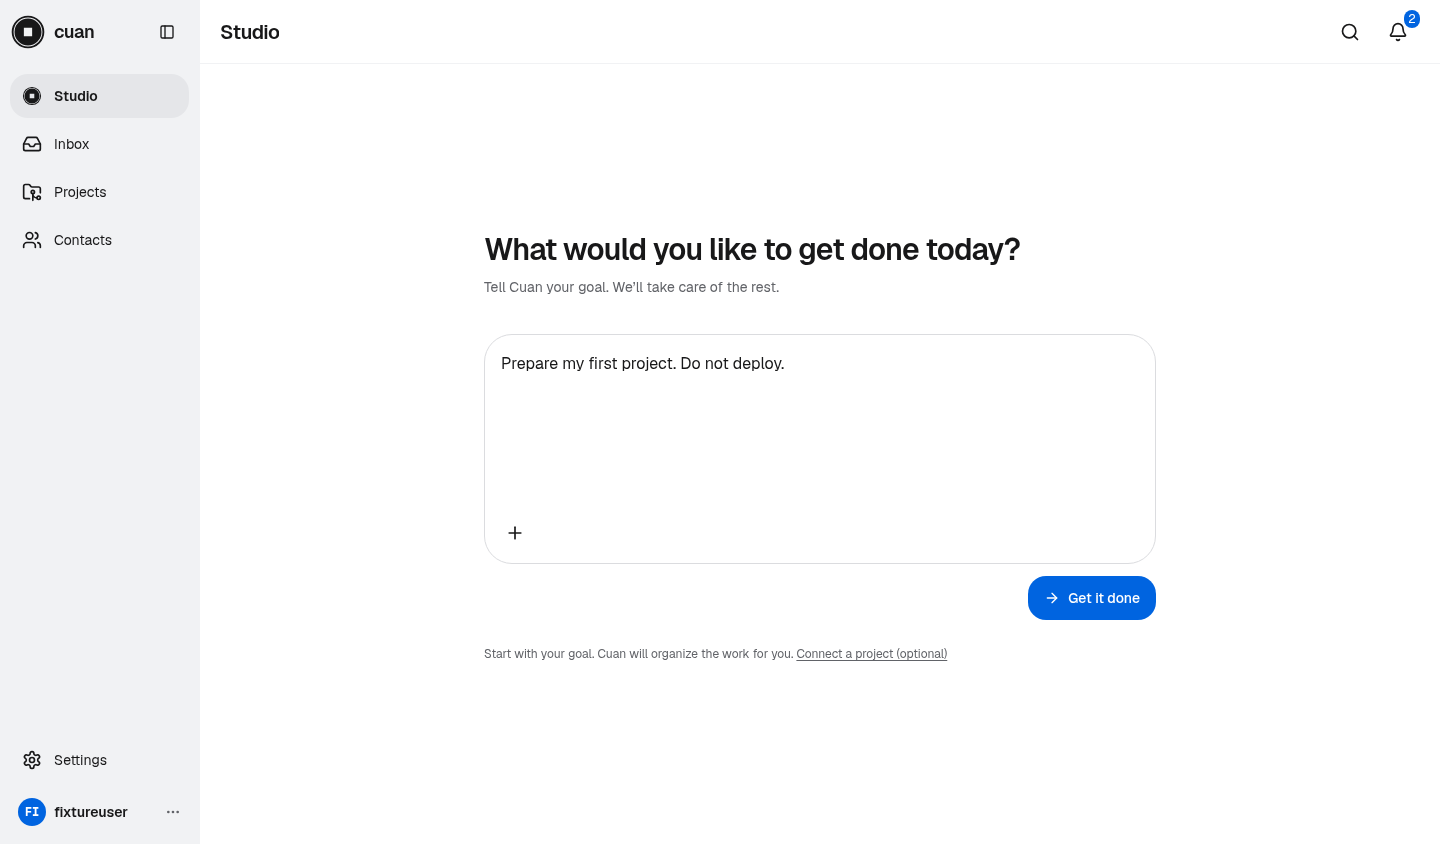 cuan
Studio
2
Studio
Inbox
Projects
Contacts
What would you like to get done today?
Tell Cuan your goal. We'll take care of the rest.
Prepare my first project. Do not deploy.
Get it done
Start with your goal. Cuan will organize the work for you. Connect a project (optional)
Settings
FI fixtureuser